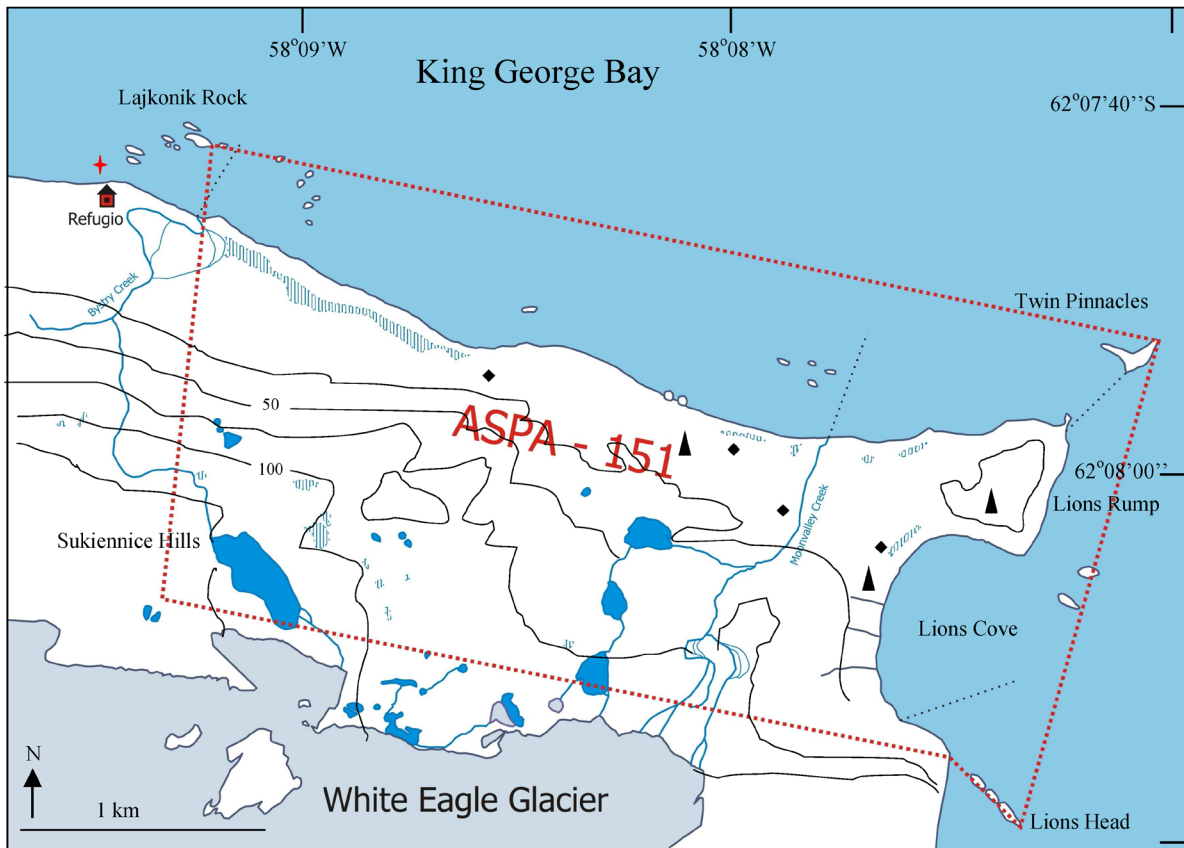 58°09'W
58°08'W
King George Bay
Lajkonik Rock
62°07'40''S
Refugio
Bystry Creek
Twin Pinnacles
50
ASPA - 151
100
62°08'00''
Lions Rump
Moonvalley Creek
Sukiennice Hills
Lions Cove
N
1 km
White Eagle Glacier
Lions Head